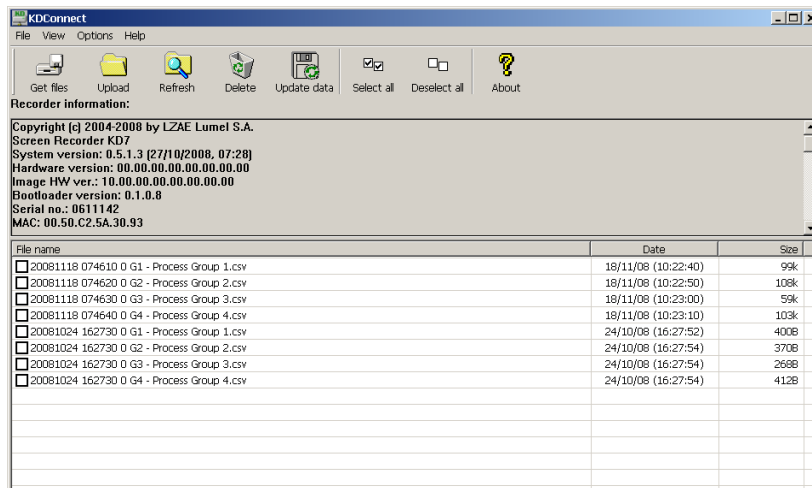 KDConnect
File View Options Help
Get files Upload Refresh Delete Update data Select all Deselect all About
Recorder information:
Copyright (c) 2004-2008 by LZAE Lumel S.A.
Screen Recorder KD7
System version: 0.5.1.3 (27/10/2008, 07:28)
Hardware version: 00.00.00.00.00.00.00.00
Image HW ver.: 10.00.00.00.00.00.00.00
Bootloader version: 0.1.0.8
Serial no.: 0611142
MAC: 00.50.C2.5A.30.93
File name Date Size
20081118 074610 0 G1 - Process Group 1.csv 18/11/08 (10:22:40) 99k
20081118 074620 0 G2 - Process Group 2.csv 18/11/08 (10:22:50) 108k
20081118 074630 0 G3 - Process Group 3.csv 18/11/08 (10:23:00) 59k
20081118 074640 0 G4 - Process Group 4.csv 18/11/08 (10:23:10) 103k
20081024 162730 0 G1 - Process Group 1.csv 24/10/08 (16:27:52) 400B
20081024 162730 0 G2 - Process Group 2.csv 24/10/08 (16:27:54) 370B
20081024 162730 0 G3 - Process Group 3.csv 24/10/08 (16:27:54) 268B
20081024 162730 0 G4 - Process Group 4.csv 24/10/08 (16:27:54) 412B